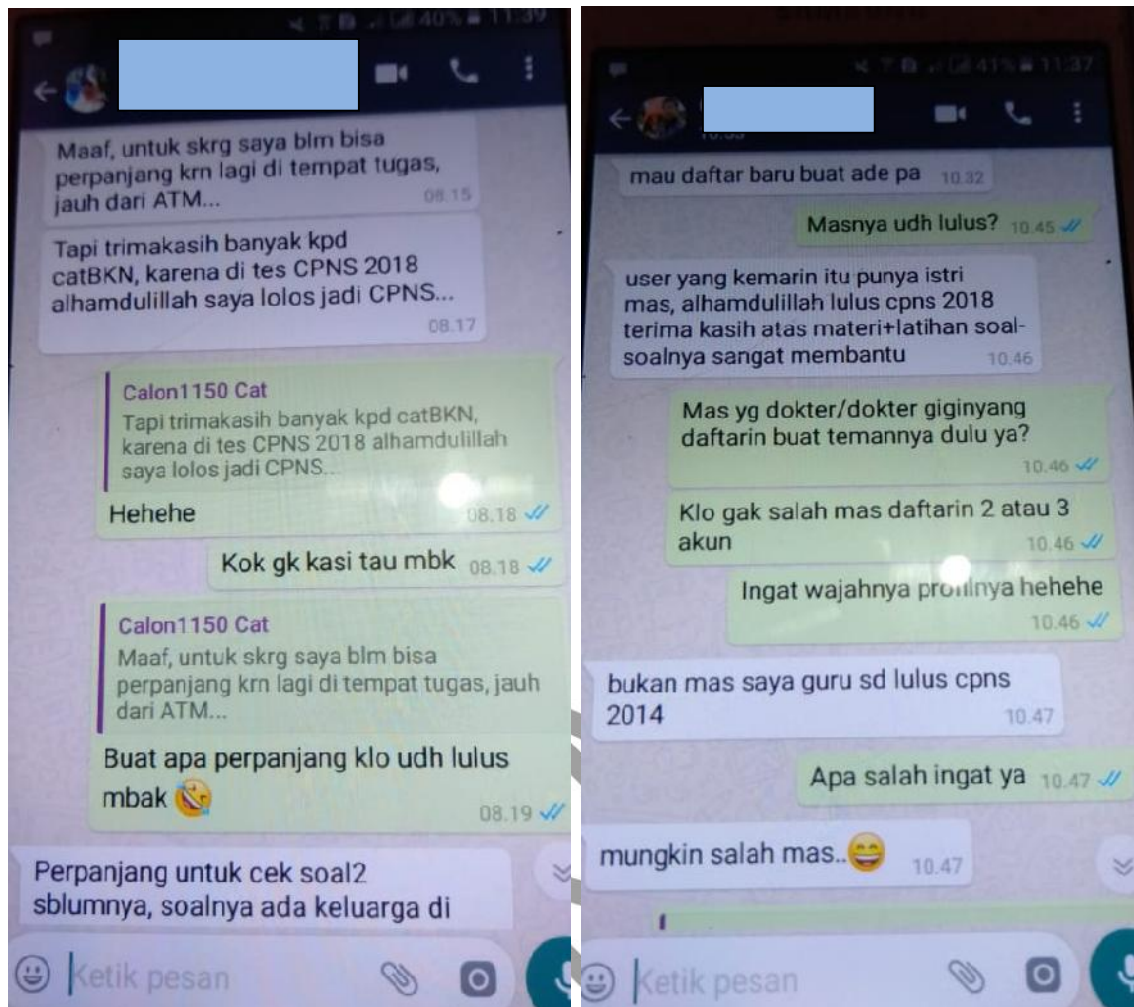 40% 11:39
Maaf, untuk skrg saya blm bisa
perpanjang krn lagi di tempat tugas,
jauh dari ATM...
08.15
Tapi trimakasih banyak kpd
catBKN, karena di tes CPNS 2018
alhamdulillah saya lolos jadi CPNS...
08.17
Calon1150 Cat
Tapi trimakasih banyak kpd catBKN,
karena di tes CPNS 2018 alhamdulillah
saya lolos jadi CPNS...
Hehehe 08.18
Kok gk kasi tau mbk 08.18
Calon1150 Cat
Maaf, untuk skrg saya blm bisa
perpanjang krn lagi di tempat tugas, jauh
dari ATM...
Buat apa perpanjang klo udh lulus
mbak 🤣 08.19
Perpanjang untuk cek soal2
sblumnya, soalnya ada keluarga di
Ketik pesan
41% 11:37
mau daftar baru buat ade pa 10.32
Masnya udh lulus? 10.45
user yang kemarin itu punya istri
mas, alhamdulillah lulus cpns 2018
terima kasih atas materi+latihan soal-
soalnya sangat membantu 10.46
Mas yg dokter/dokter giginyang
daftarin buat temannya dulu ya?
10.46
Klo gak salah mas daftarin 2 atau 3
akun 10.46
Ingat wajahnya profilnya hehehe
10.46
bukan mas saya guru sd lulus cpns
2014 10.47
Apa salah ingat ya 10.47
mungkin salah mas..😄 10.47
Ketik pesan